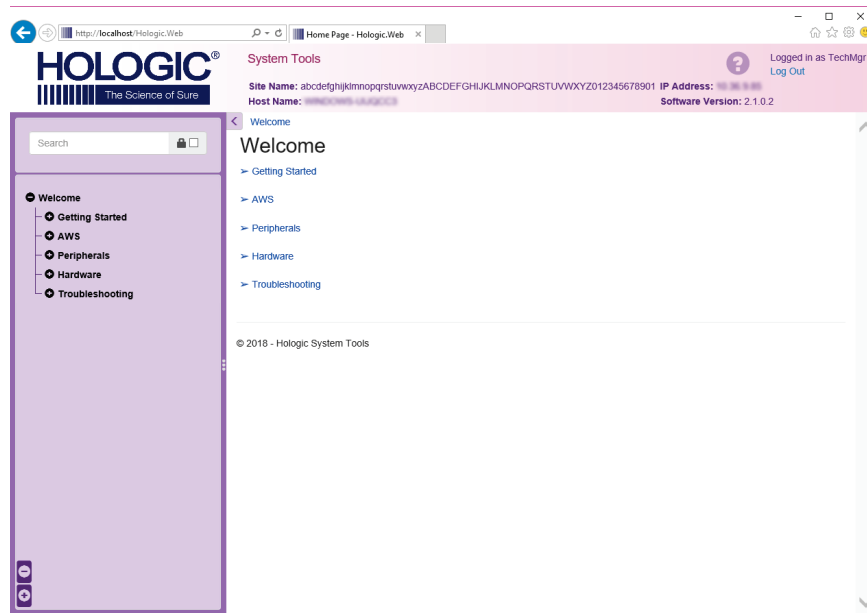 http://localhost/Hologic.Web
Home Page - Hologic.Web
HOLOGIC®
The Science of Sure
System Tools
Logged in as TechMgr
Log Out
Site Name: abcdefghijklmnopqrstuvwxyzABCDEFGHIJKLMNOPQRSTUVWXYZ012345678901 IP Address:
Host Name:
Software Version: 2.1.0.2
Search
Welcome
Getting Started
AWS
Peripherals
Hardware
Troubleshooting
Welcome
Welcome
➢ Getting Started
➢ AWS
➢ Peripherals
➢ Hardware
➢ Troubleshooting
© 2018 - Hologic System Tools